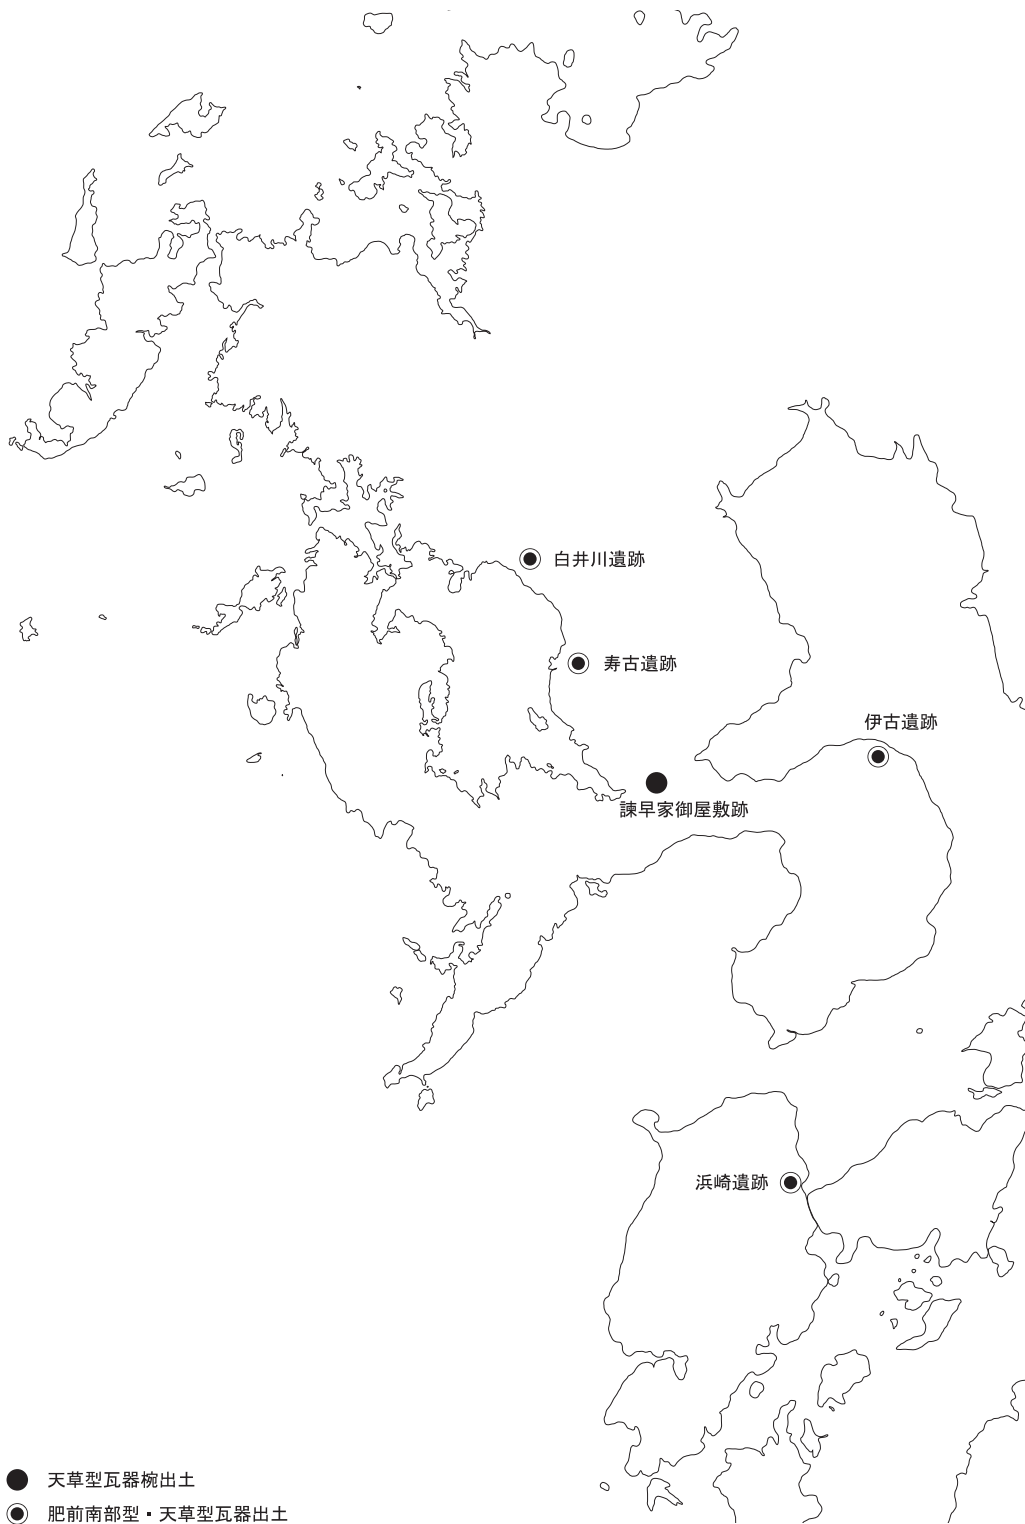 白井川遺跡
寿古遺跡
伊古遺跡
諫早家御屋敷跡
浜崎遺跡
天草型瓦器椀出土
肥前南部型・天草型瓦器出土